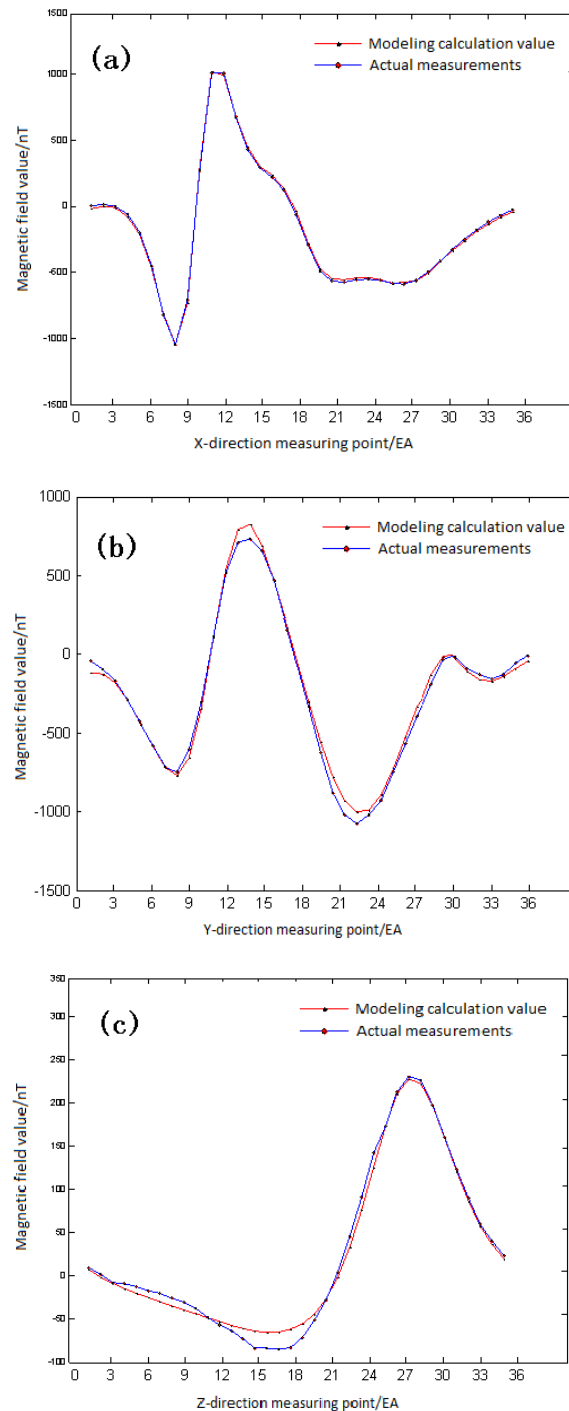 1500
(a)
Modeling calculation value
Actual measurements
1000
500
0
-600
-1000
-1500
Magnetic field value/nT
0 3 6 9 12 15 18 21 24 27 30 33 36
X-direction measuring point/EA
1000
(b)
Modeling calculation value
Actual measurements
500
0
-500
-1000
-1500
Magnetic field value/nT
0 3 6 9 12 15 18 21 24 27 30 33 36
Y-direction measuring point/EA
350
(c)
Modeling calculation value
Actual measurements
300
250
200
150
100
50
0
-50
-100
Magnetic field value/nT
0 3 6 9 12 15 18 21 24 27 30 33 36
Z-direction measuring point/EA